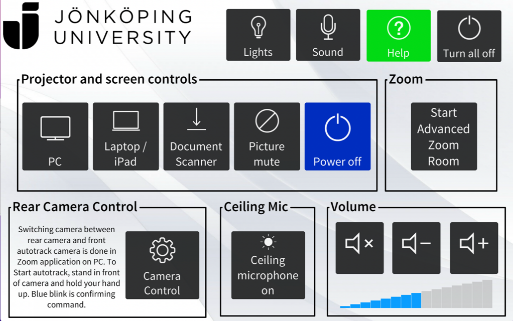 JÖNKÖPING
UNIVERSITY
Lights
Sound
Help
Turn all off
Projector and screen controls
PC
Laptop /
iPad
Document
Scanner
Picture
mute
Power off
Zoom
Start
Advanced
Zoom
Room
Rear Camera Control
Switching camera between
rear camera and front
autotrack camera is done in
Zoom application on PC. To
Start autotrack, stand in front
of camera and hold your hand
up. Blue blink is confirming
command.
Camera
Control
Ceiling Mic
Ceiling
microphone
on
Volume